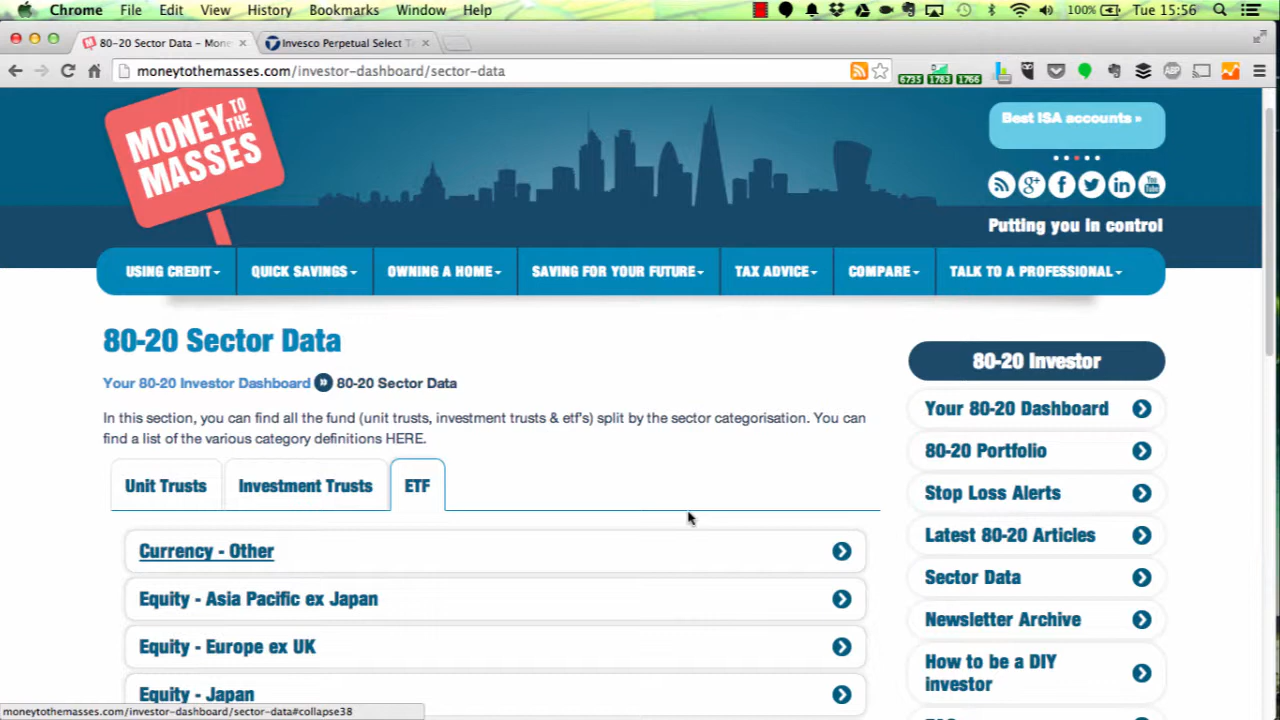 Chrome File Edit View History Bookmarks Window Help
100% Tue 15:56
80-20 Sector Data – Mone
Invesco Perpetual Select T
moneytothemasses.com/investor-dashboard/sector-data
6735 1783 1766
ABP
MONEY TO THE MASSES
Best ISA accounts »
You Tube
Putting you in control
USING CREDIT
QUICK SAVINGS
OWNING A HOME
SAVING FOR YOUR FUTURE
TAX ADVICE
COMPARE
TALK TO A PROFESSIONAL
80-20 Sector Data
Your 80-20 Investor Dashboard » 80-20 Sector Data
In this section, you can find all the fund (unit trusts, investment trusts & etf's) split by the sector categorisation. You can
find a list of the various category definitions HERE.
Unit Trusts
Investment Trusts
ETF
Currency - Other
Equity - Asia Pacific ex Japan
Equity - Europe ex UK
Equity - Japan
80-20 Investor
Your 80-20 Dashboard
80-20 Portfolio
Stop Loss Alerts
Latest 80-20 Articles
Sector Data
Newsletter Archive
How to be a DIY
investor
moneytothemasses.com/investor-dashboard/sector-data#collapse38